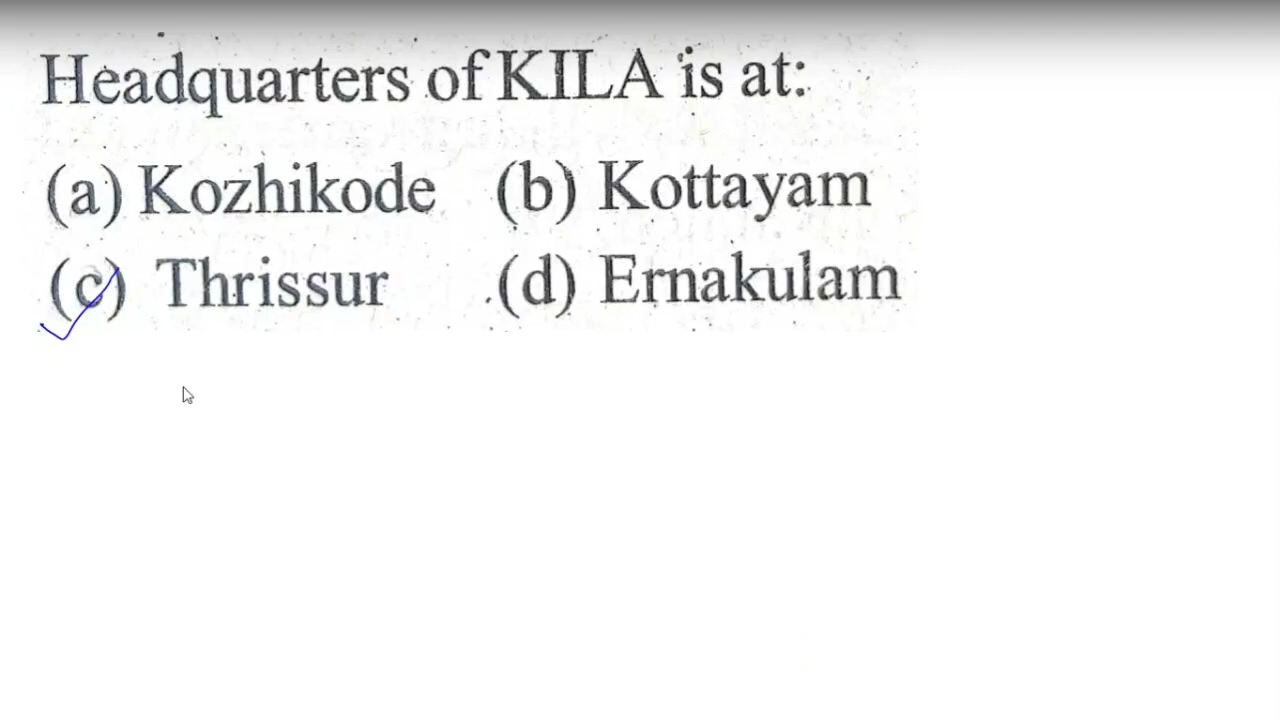 Headquarters of KILA is at:
(a) Kozhikode (b) Kottayam
(c) Thrissur (d) Ernakulam